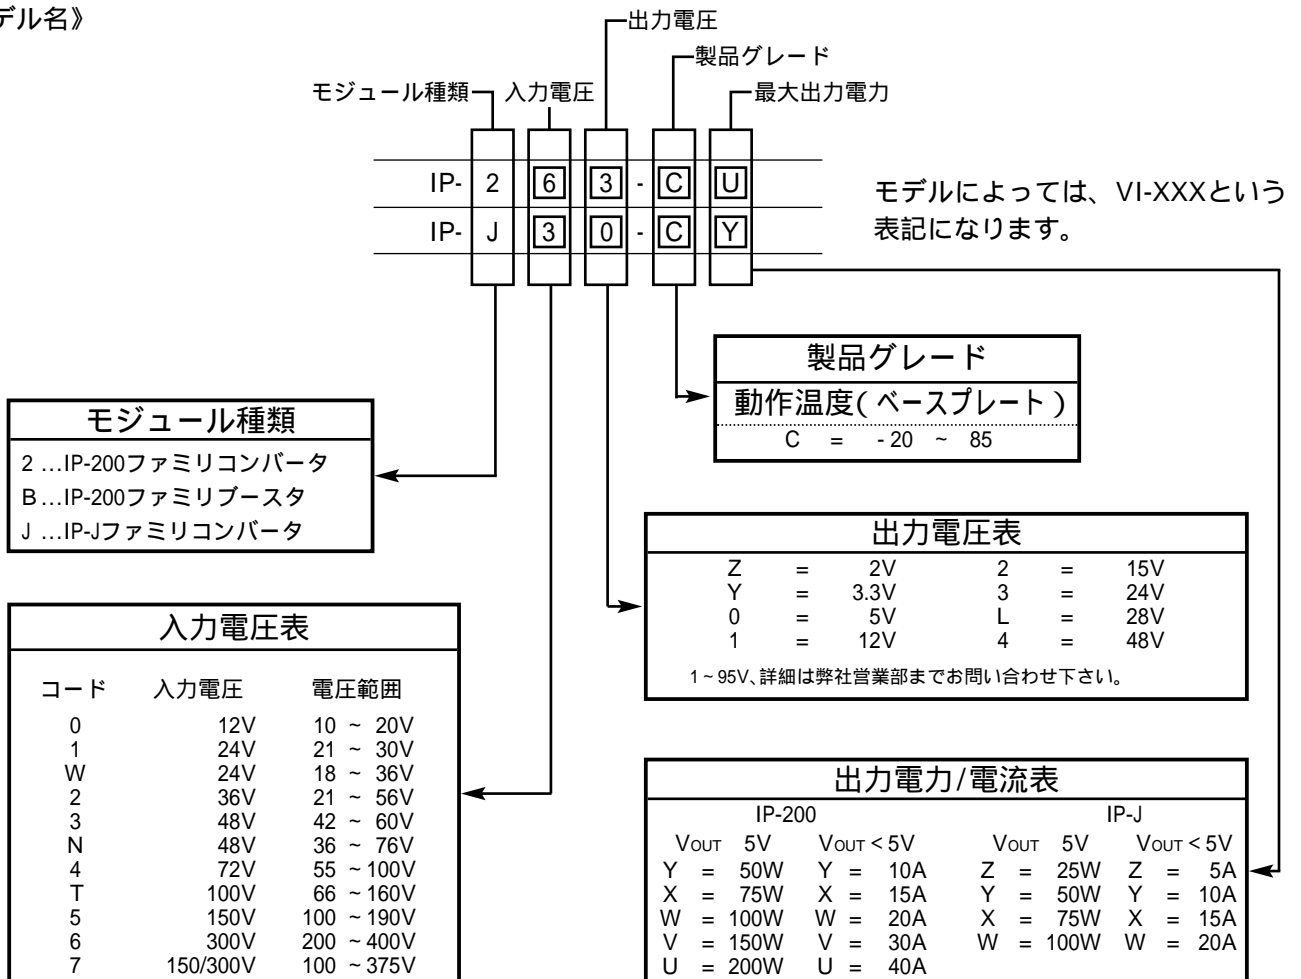 デル名》
出力電圧
製品グレード
モジュール種類 入力電圧 最大出力電力
IP- 2 6 3 - C U
IP- J 3 0 - C Y
モデルによっては、VI-XXXという
表記になります。
製品グレード
動作温度(ベースプレート)
C = -20 ~ 85
モジュール種類
2…IP-200ファミリコンバータ
B…IP-200ファミリブースタ
J…IP-Jファミリコンバータ
出力電圧表
Z = 2V 2 = 15V
Y = 3.3V 3 = 24V
0 = 5V L = 28V
1 = 12V 4 = 48V
1~95V、詳細は弊社営業部までお問い合わせ下さい。
入力電圧表
コード 入力電圧 電圧範囲
0 12V 10 ~ 20V
1 24V 21 ~ 30V
W 24V 18 ~ 36V
2 36V 21 ~ 56V
3 48V 42 ~ 60V
N 48V 36 ~ 76V
4 72V 55 ~ 100V
T 100V 66 ~ 160V
5 150V 100 ~ 190V
6 300V 200 ~ 400V
7 150/300V 100 ~ 375V
出力電力/電流表
IP-200 IP-J
VOUT 5V VOUT < 5V VOUT 5V VOUT < 5V
Y = 50W Y = 10A Z = 25W Z = 5A
X = 75W X = 15A Y = 50W Y = 10A
W = 100W W = 20A X = 75W X = 15A
V = 150W V = 30A W = 100W W = 20A
U = 200W U = 40A